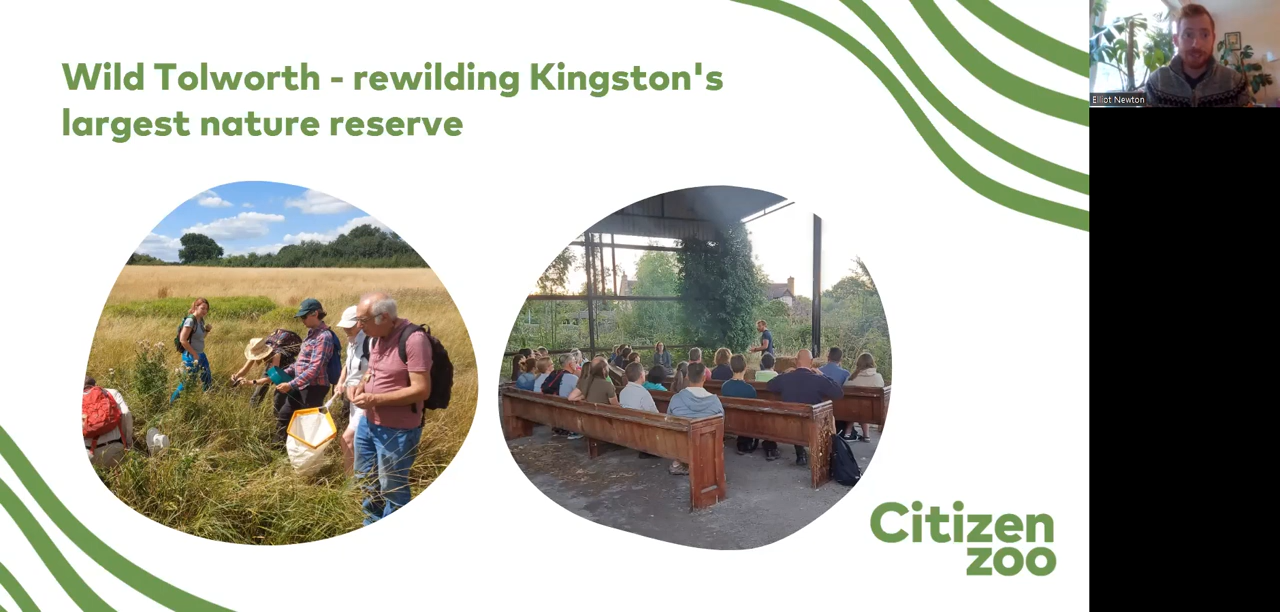 Wild Tolworth - rewilding Kingston's
largest nature reserve
Elliot Newton
Citizen
zoo